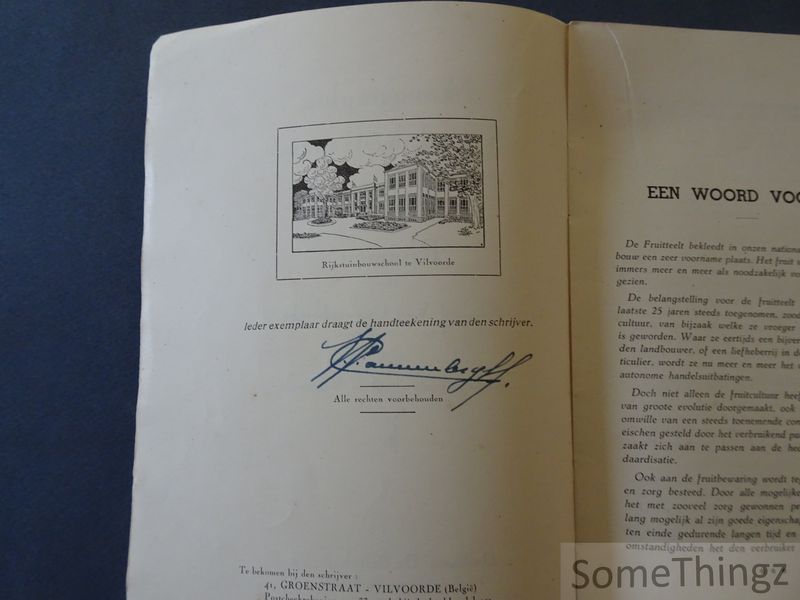 Rijkstuinbouwschool te Vilvoorde
Ieder exemplaar draagt de handteekening van den schrijver.
Alle rechten voorbehouden
Te bekomen bij den schrijver :
41, GROENSTRAAT - VILVOORDE (België)
EEN WOORD VOO
De Fruitteelt bekleedt in onzen nationa
bouw een zeer voorname plaats. Het fruit w
immers meer en meer als noodzakelijk vo
gezien.
De belangstelling voor de fruitteelt
laatste 25 jaren steeds toegenomen, zood
cultuur, van bijzaak welke ze vroeger
is geworden. Waar ze eertijds een bijver
den landbouwer, of een liefheberrij in d
ticulier, wordt ze nu meer en meer het
autonome handelsuitbatingen.
Doch niet alleen de fruitcultuur hee
van groote evolutie doorgemaakt, ook
omwille van een steeds toenemende con
eischen gesteld door het verbruikend pu
zaakt zich aan te passen aan de hed
daardisatie.
Ook aan de fruitbewaring wordt te
en zorg besteed. Door alle mogelijke
het met zooveel zorg gewonnen pr
lang mogelijk al zijn goede eigenscha
ten einde gedurende langen tijd en
omstandigheden het den verbruiker
SomeThingz